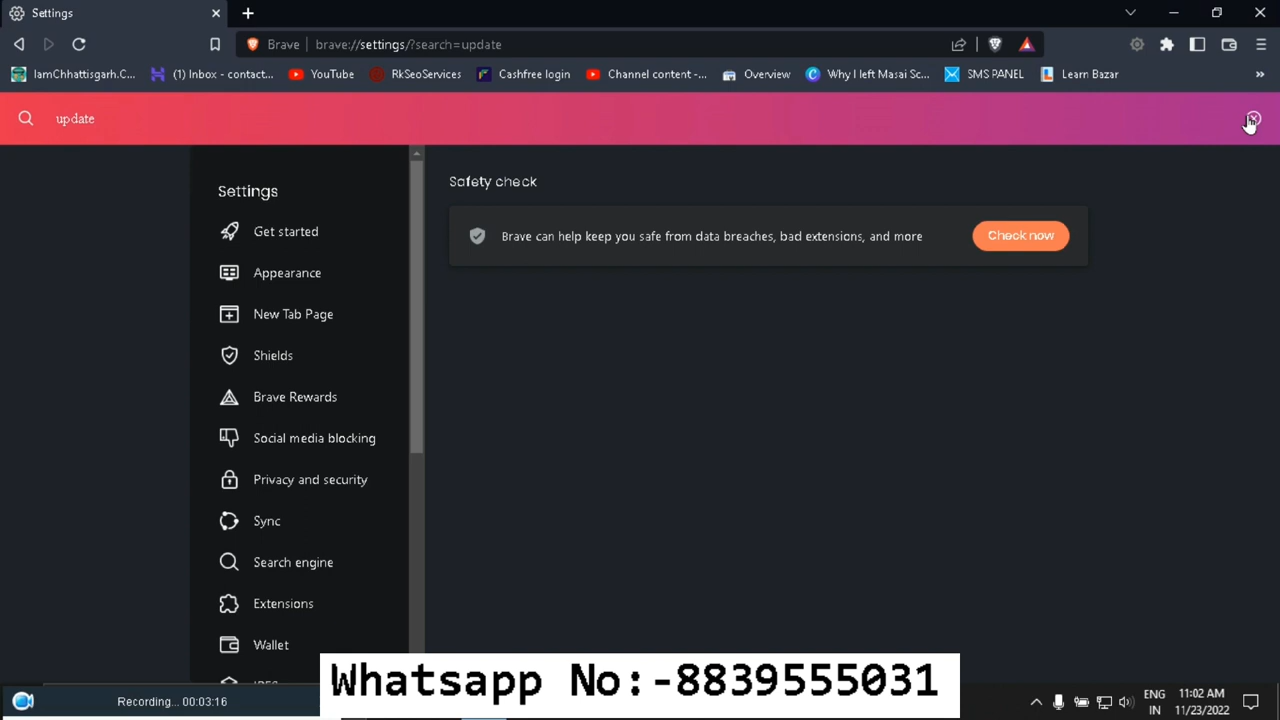 Settings
Brave
brave://settings/?search=update
IamChhattisgarh.C...
(1) Inbox - contact...
YouTube
RkSeoServices
Cashfree login
Channel content -...
Overview
Why I left Masai Sc...
SMS PANEL
Learn Bazar
»
update
Settings
Get started
Appearance
New Tab Page
Shields
Brave Rewards
Social media blocking
Privacy and security
Sync
Search engine
Extensions
Wallet
Safety check
Brave can help keep you safe from data breaches, bad extensions, and more
Check now
Whatsapp No:-8839555031
Recording... 00:03:16
ENG
IN
11:02 AM
11/23/2022